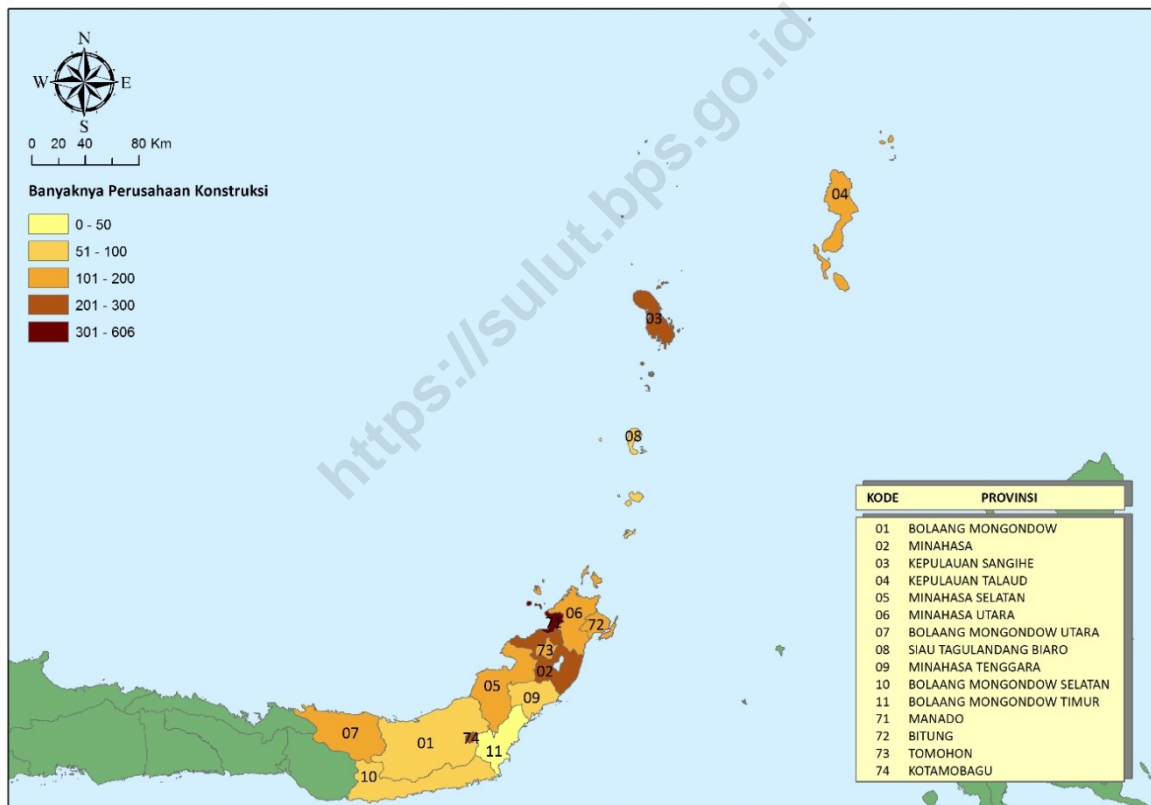 N
W E
S
0 20 40 80 Km
Banyaknya Perusahaan Konstruksi
0 - 50
51 - 100
101 - 200
201 - 300
301 - 606
https://sulut.bps.go.id
04
03
08
06
72
73
02
05
09
07
01
74
11
10
KODE PROVINSI
01 BOLAANG MONGONDOW
02 MINAHASA
03 KEPULAUAN SANGIHE
04 KEPULAUAN TALAUD
05 MINAHASA SELATAN
06 MINAHASA UTARA
07 BOLAANG MONGONDOW UTARA
08 SIAU TAGULANDANG BIARO
09 MINAHASA TENGGARA
10 BOLAANG MONGONDOW SELATAN
11 BOLAANG MONGONDOW TIMUR
71 MANADO
72 BITUNG
73 TOMOHON
74 KOTAMOBAGU